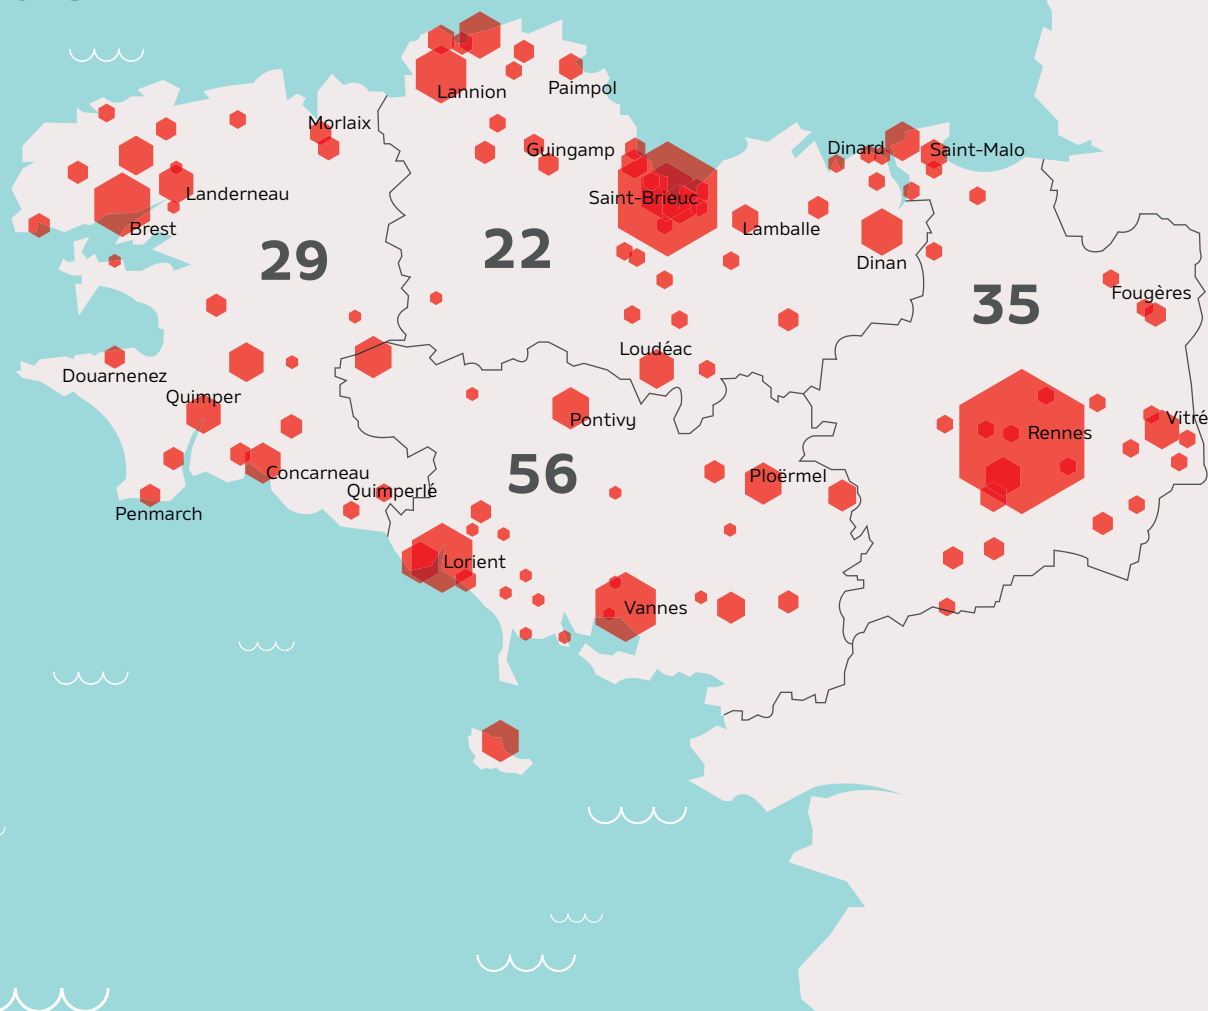 Lannion
Paimpol
Morlaix
Guingamp
Dinard
Saint-Malo
Landerneau
Saint-Brieuc
Brest
Lamballe
29
22
Dinan
35
Fougères
Loudéac
Douarnenez
Quimper
Pontivy
Vitré
Rennes
Concarneau
56
Ploërmel
Quimperlé
Penmarch
Lorient
Vannes